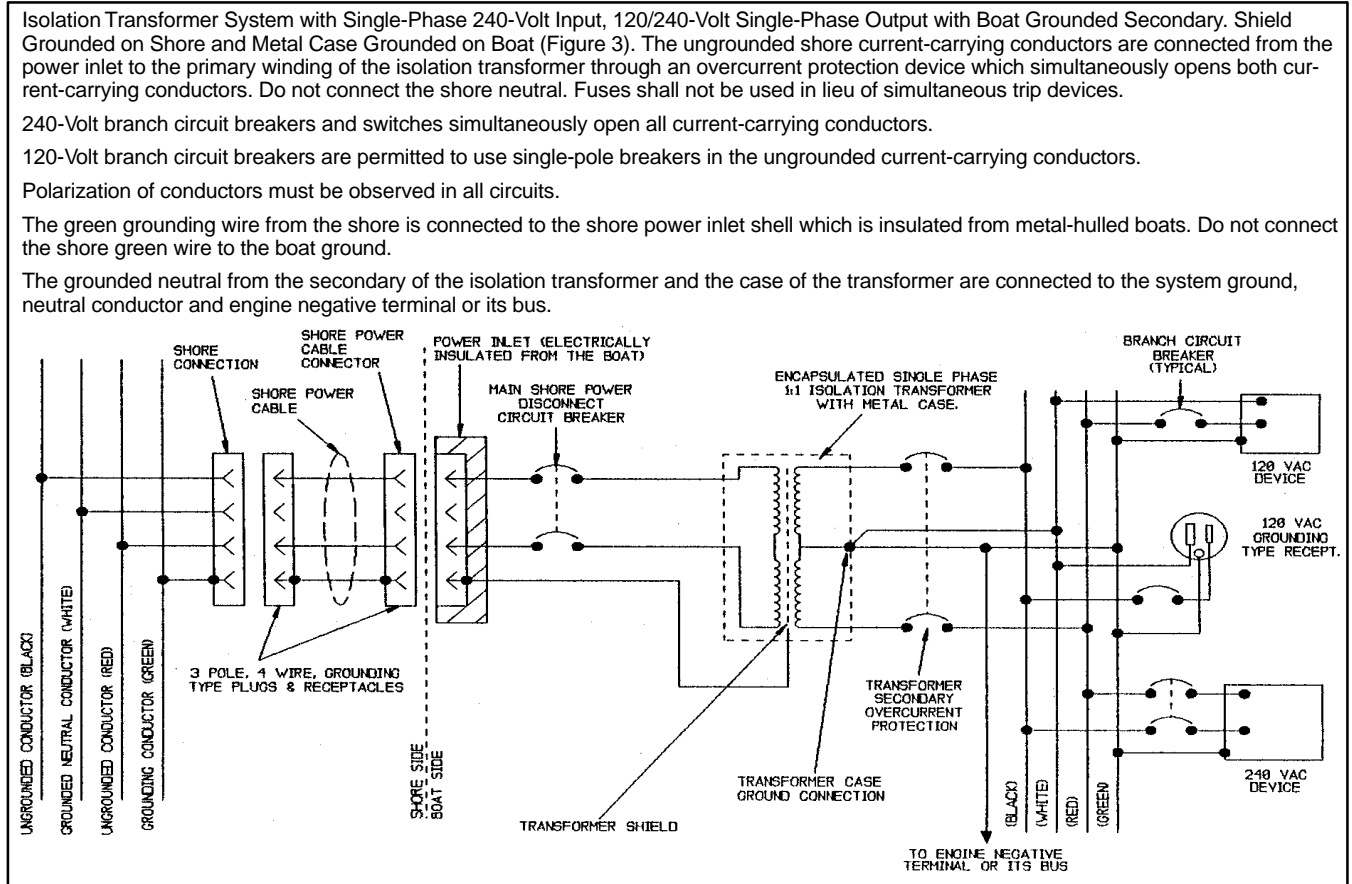 Isolation Transformer System with Single-Phase 240-Volt Input, 120/240-Volt Single-Phase Output with Boat Grounded Secondary. Shield
Grounded on Shore and Metal Case Grounded on Boat (Figure 3). The ungrounded shore current-carrying conductors are connected from the
power inlet to the primary winding of the isolation transformer through an overcurrent protection device which simultaneously opens both cur-
rent-carrying conductors. Do not connect the shore neutral. Fuses shall not be used in lieu of simultaneous trip devices.
240-Volt branch circuit breakers and switches simultaneously open all current-carrying conductors.
120-Volt branch circuit breakers are permitted to use single-pole breakers in the ungrounded current-carrying conductors.
Polarization of conductors must be observed in all circuits.
The green grounding wire from the shore is connected to the shore power inlet shell which is insulated from metal-hulled boats. Do not connect
the shore green wire to the boat ground.
The grounded neutral from the secondary of the isolation transformer and the case of the transformer are connected to the system ground,
neutral conductor and engine negative terminal or its bus.
SHORE
CONNECTION
SHORE POWER
CABLE
CONNECTOR
SHORE POWER
CABLE
POWER INLET (ELECTRICALLY
INSULATED FROM THE BOAT)
MAIN SHORE POWER
DISCONNECT
CIRCUIT BREAKER
ENCAPSULATED SINGLE PHASE
1:1 ISOLATION TRANSFORMER
WITH METAL CASE.
BRANCH CIRCUIT
BREAKER
(TYPICAL)
120 VAC
DEVICE
120 VAC
GROUNDING
TYPE RECEPT.
240 VAC
DEVICE
3 POLE, 4 WIRE, GROUNDING
TYPE PLUGS & RECEPTACLES
UNGROUNDED CONDUCTOR (BLACK)
GROUNDED NEUTRAL CONDUCTOR (WHITE)
UNGROUNDED CONDUCTOR (RED)
GROUNDING CONDUCTOR (GREEN)
SHORE SIDE
BOAT SIDE
TRANSFORMER
SECONDARY
OVERCURRENT
PROTECTION
TRANSFORMER CASE
GROUND CONNECTION
TRANSFORMER SHIELD
(BLACK)
(WHITE)
(RED)
(GREEN)
TO ENGINE NEGATIVE
TERMINAL OR ITS BUS